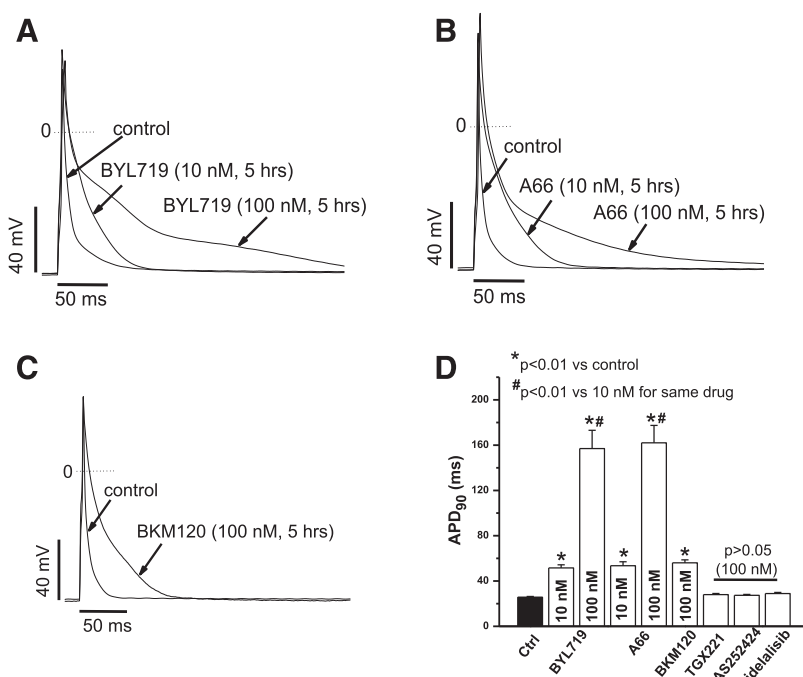 A
0
control
BYL719 (10 nM, 5 hrs)
BYL719 (100 nM, 5 hrs)
40 mV
50 ms
B
0
control
A66 (10 nM, 5 hrs)
A66 (100 nM, 5 hrs)
40 mV
50 ms
C
0
control
BKM120 (100 nM, 5 hrs)
40 mV
50 ms
D
*p<0.01 vs control
#p<0.01 vs 10 nM for same drug
APD90 (ms)
200
160
120
80
40
0
*
10 nM
*#
100 nM
*
10 nM
*#
100 nM
*
100 nM
p>0.05
(100 nM)
Ctrl
BYL719
A66
BKM120
TGX221
AS252424
idelalisib